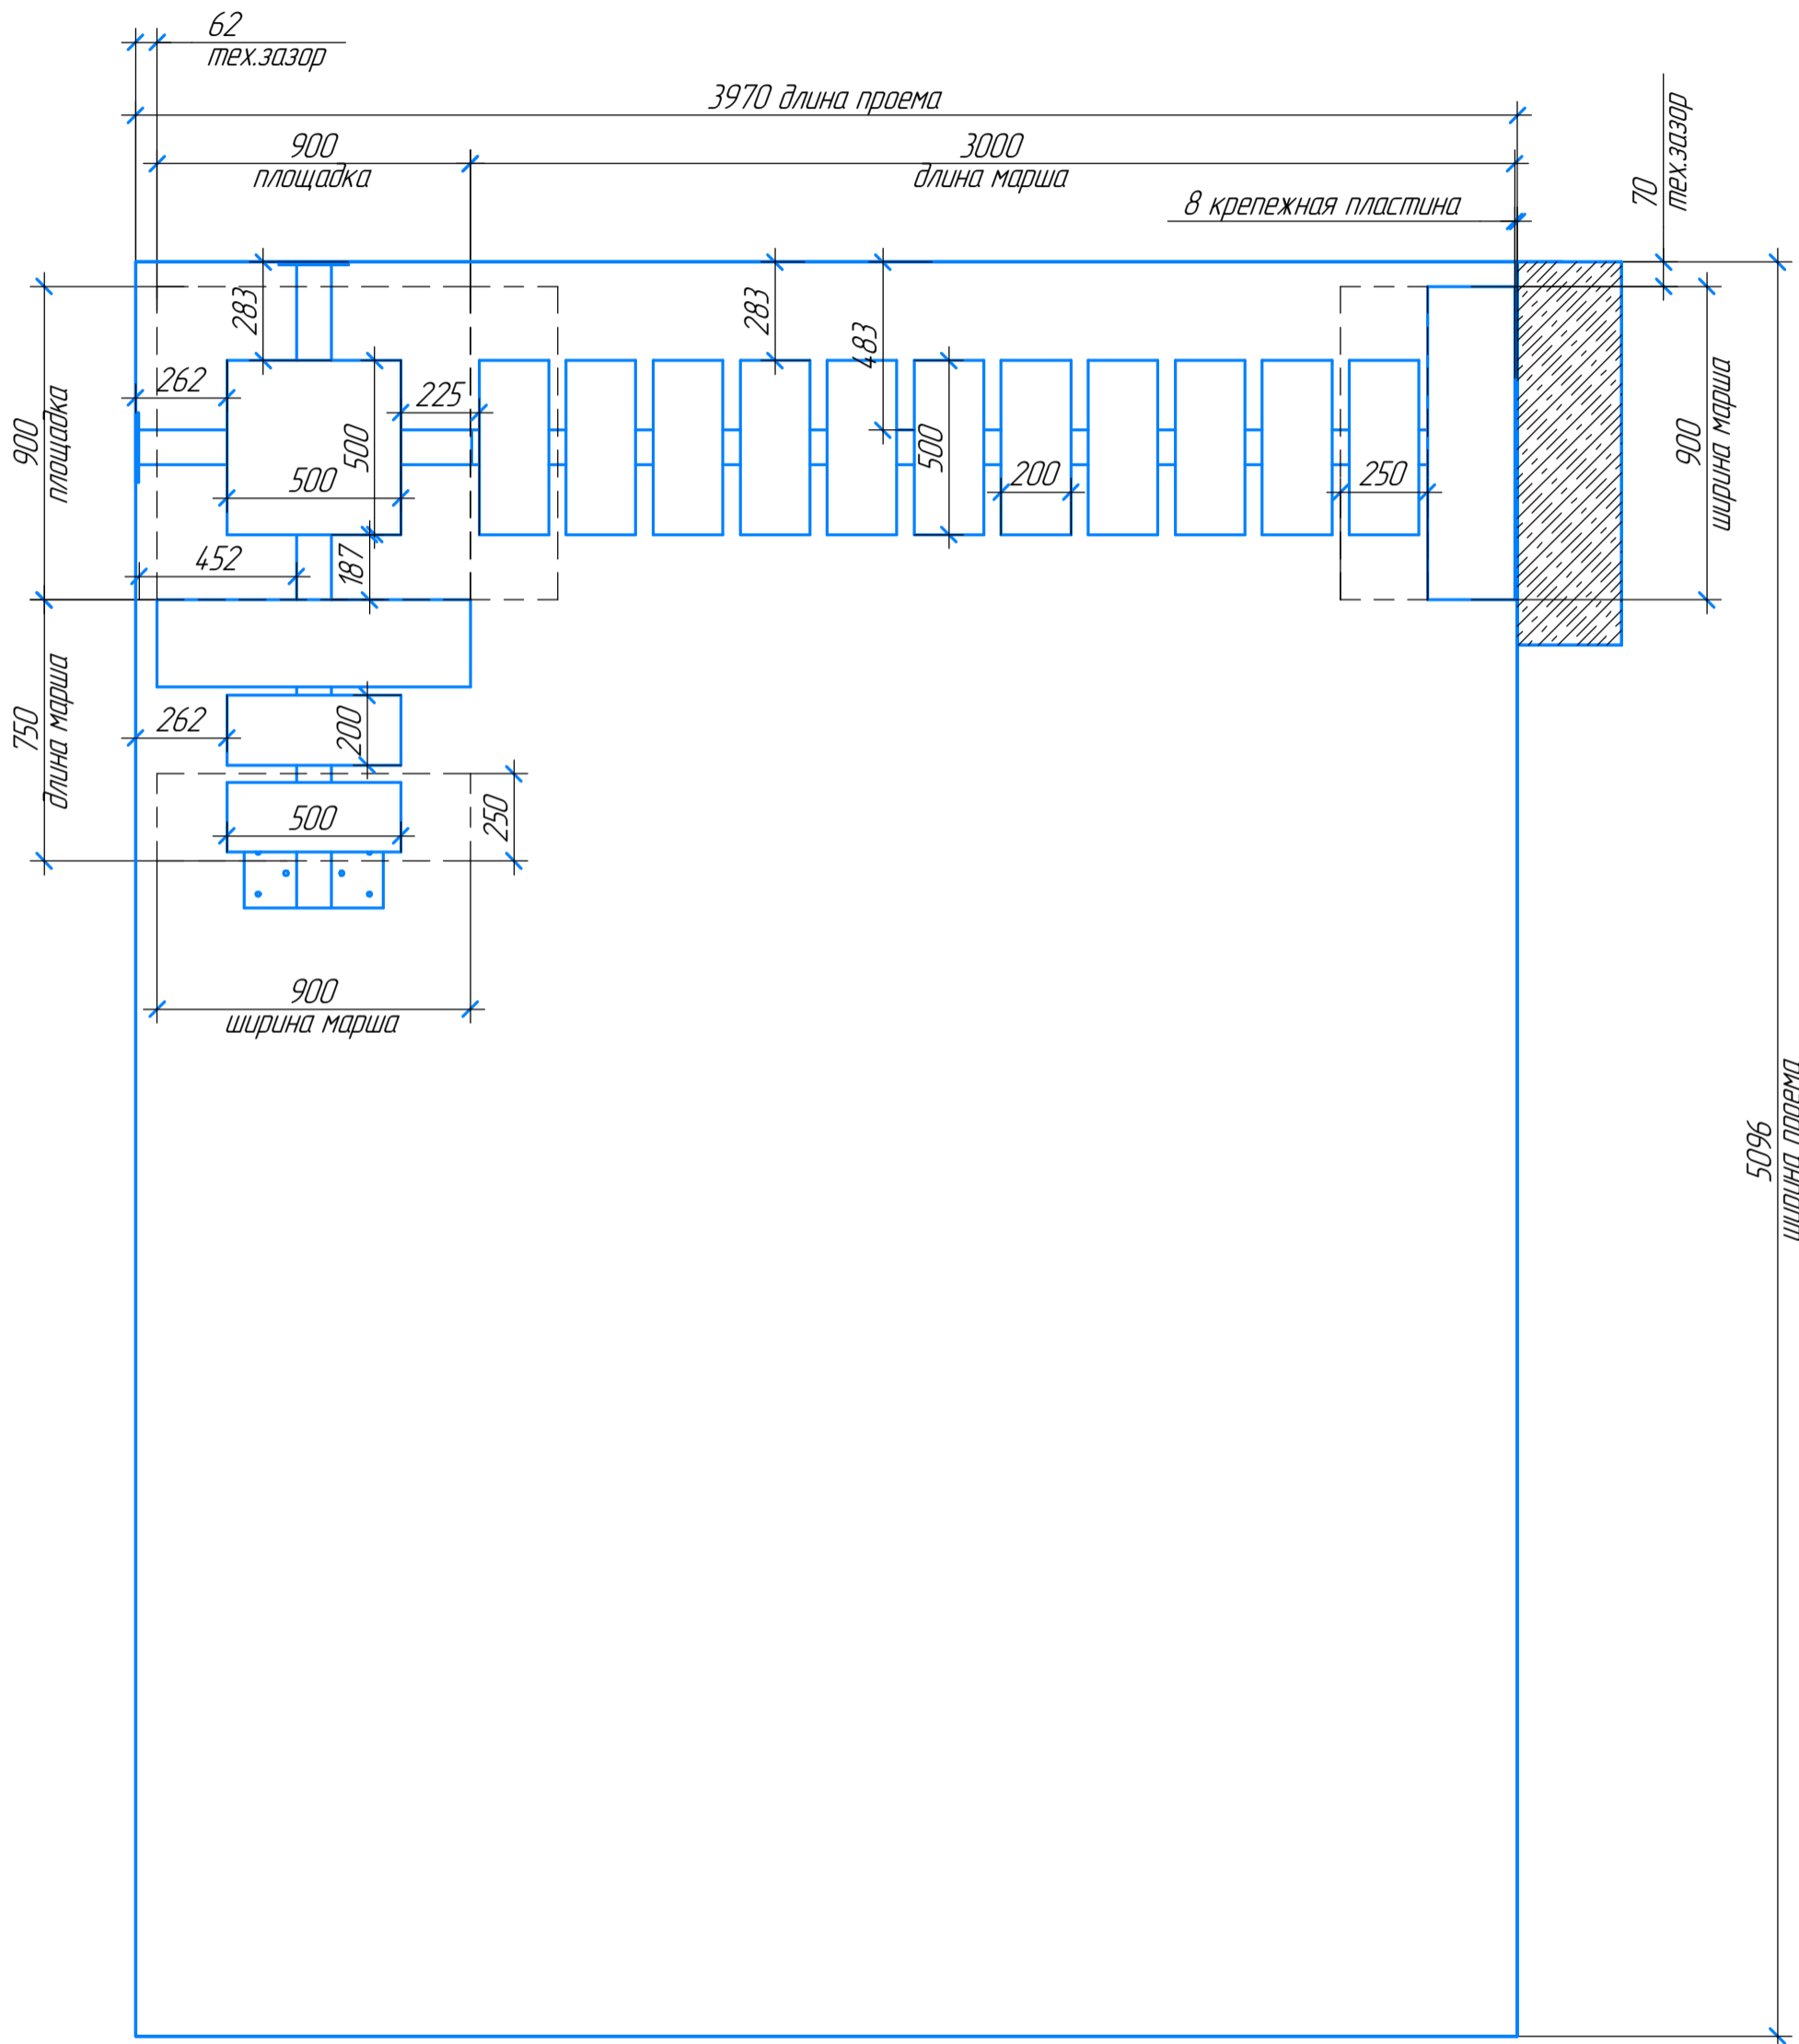 62
тех.зазор
3970 длина проема
900
площадка
3000
длина марша
70
тех.зазор
8 крепежная пластина
283
283
483
262
225
900
площадка
500
500
500
200
250
900
ширина марша
452
187
750
длина марша
262
200
500
250
900
ширина марша
5096
ширина проема